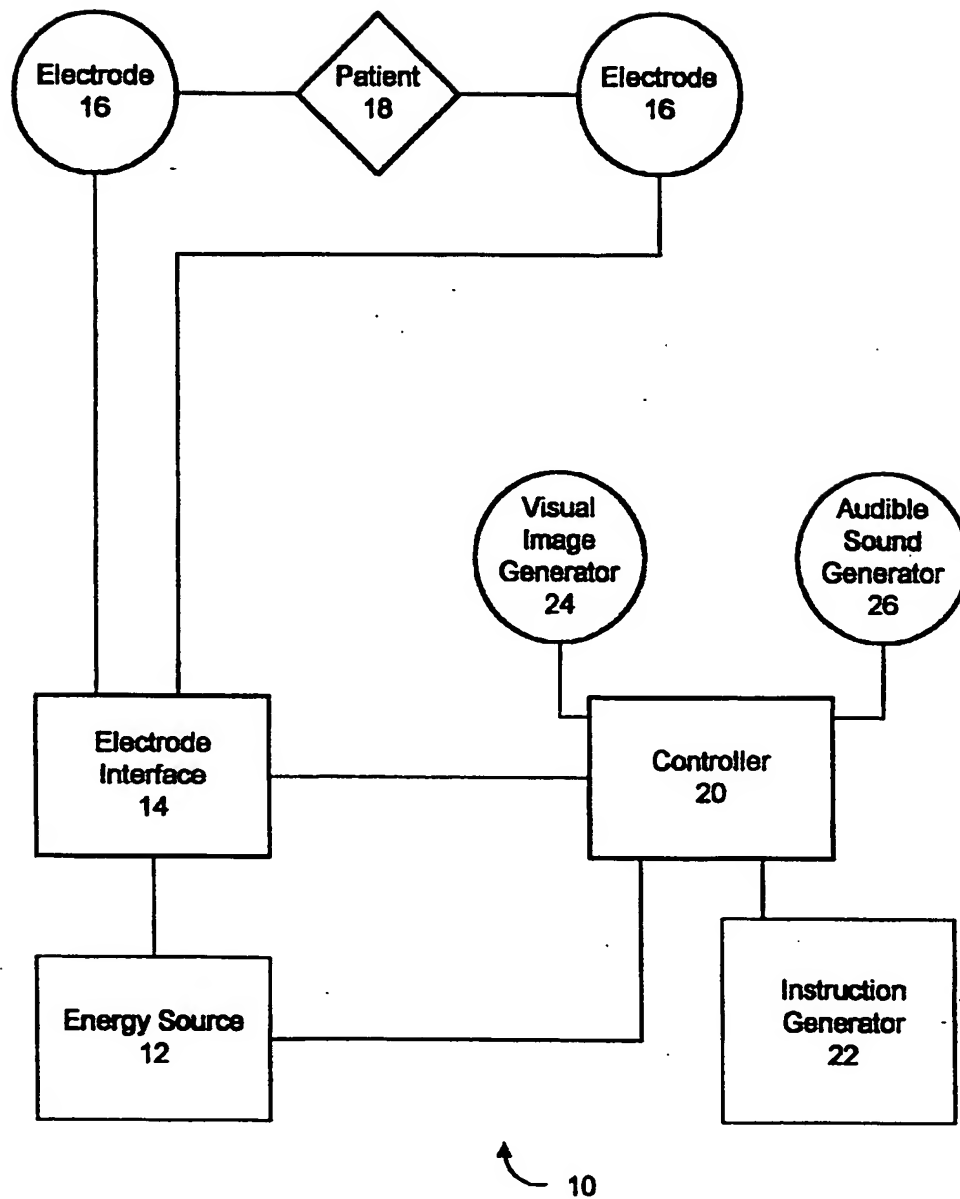 Electrode
16
Patient
18
Electrode
16
Visual
Image
Generator
24
Audible
Sound
Generator
26
Electrode
Interface
14
Controller
20
Energy Source
12
Instruction
Generator
22
10